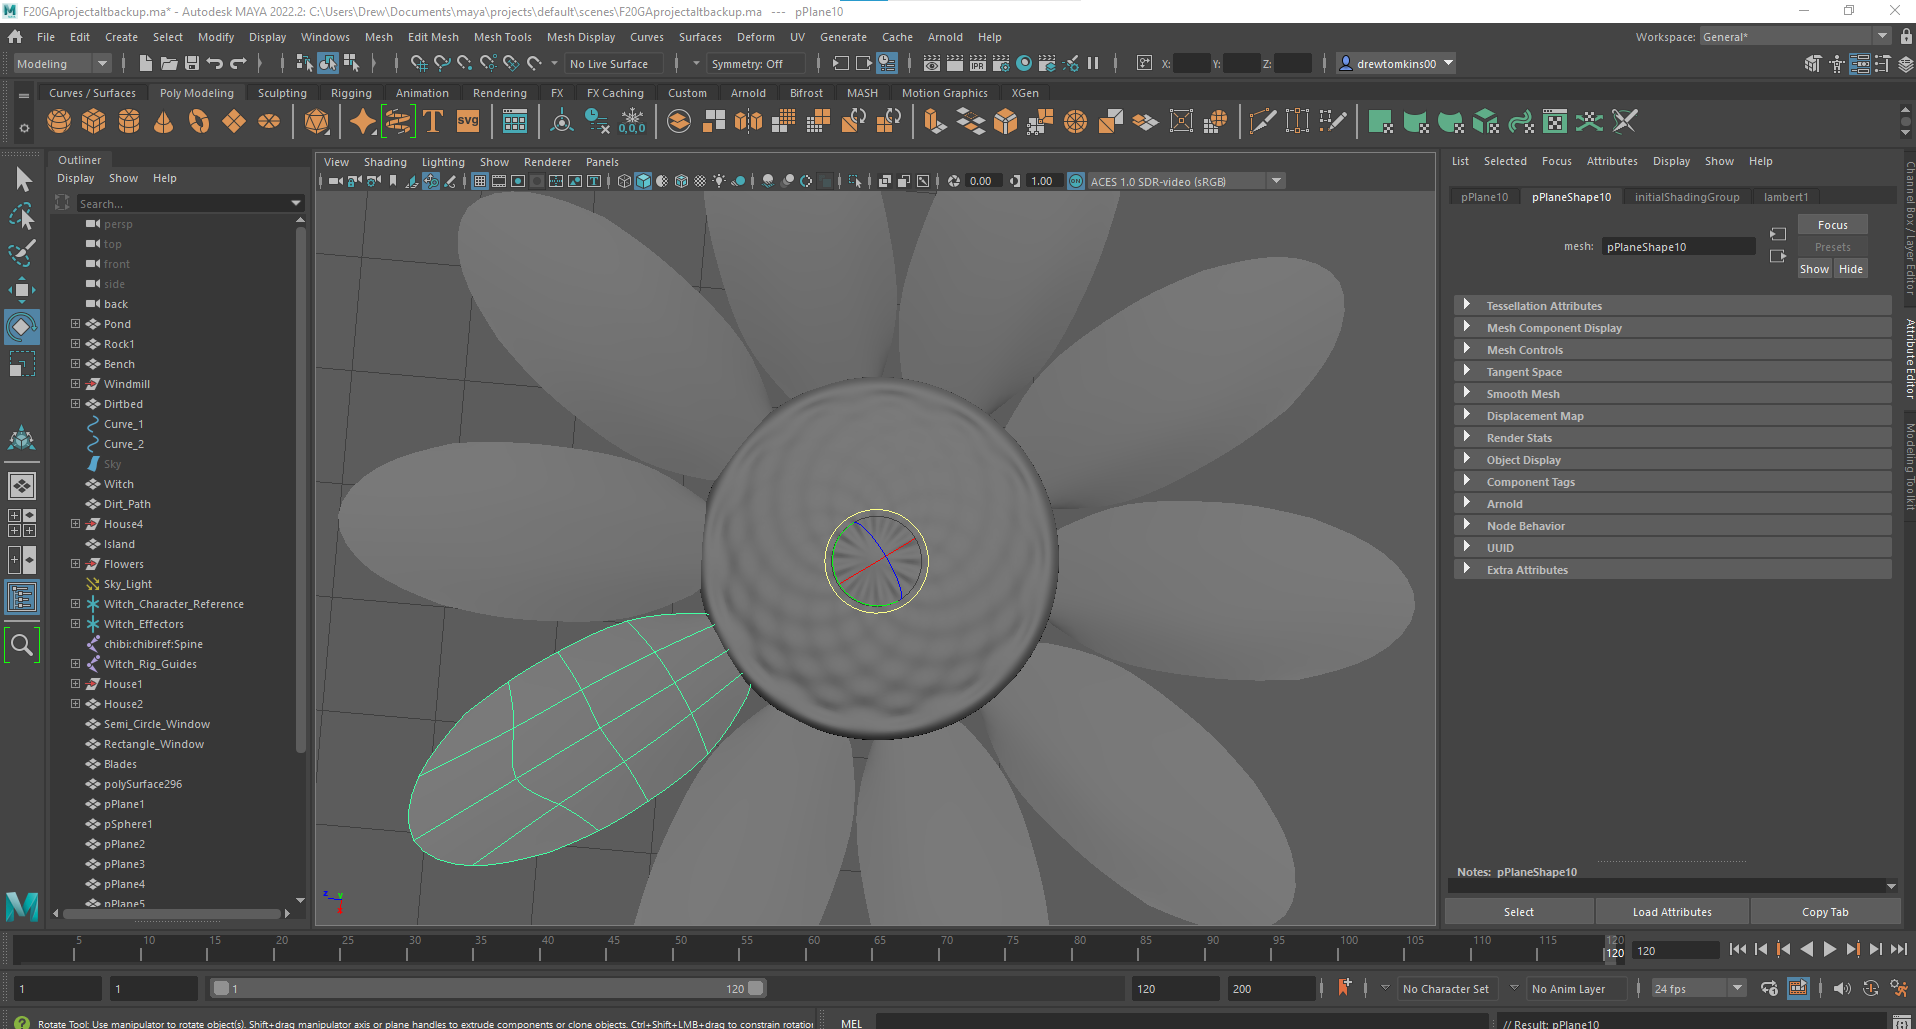 F20GAprojectaltbackup.ma* - Autodesk MAYA 2022.2: C:\Users\Drew\Documents\maya\projects\default\scenes\F20GAprojectaltbackup.ma --- pPlane10
File Edit Create Select Modify Display Windows Mesh Edit Mesh Mesh Tools Mesh Display Curves Surfaces Deform UV Generate Cache Arnold Help Workspace: General*
Modeling No Live Surface Symmetry: Off X: Y: Z: drewtomkins00
Curves / Surfaces Poly Modeling Sculpting Rigging Animation Rendering FX FX Caching Custom Arnold Bifrost MASH Motion Graphics XGen
T svg 0,0,0
IPR
Outliner
Display Show Help
Search...
persp
top
front
side
back
Pond
Rock1
Bench
Windmill
Dirtbed
Curve_1
Curve_2
Sky
Witch
Dirt_Path
House4
Island
Flowers
Sky_Light
Witch_Character_Reference
Witch_Effectors
chibi:chibiref:Spine
Witch_Rig_Guides
House1
House2
Semi_Circle_Window
Rectangle_Window
Blades
polySurface296
pPlane1
pSphere1
pPlane2
pPlane3
pPlane4
pPlane5
View Shading Lighting Show Renderer Panels
0.00 1.00 ON ACES 1.0 SDR-video (sRGB)
z y x
List Selected Focus Attributes Display Show Help
pPlane10 pPlaneShape10 initialShadingGroup lambert1
Focus
mesh: pPlaneShape10 Presets
Show Hide
Tessellation Attributes
Mesh Component Display
Mesh Controls
Tangent Space
Smooth Mesh
Displacement Map
Render Stats
Object Display
Component Tags
Arnold
Node Behavior
UUID
Extra Attributes
Notes: pPlaneShape10
Select Load Attributes Copy Tab
Channel Box / Layer Editor
Attribute Editor
Modeling Toolkit
M
5 10 15 20 25 30 35 40 45 50 55 60 65 70 75 80 85 90 95 100 105 110 115 120 120 120
1 1 1 120 120 200 No Character Set No Anim Layer 24 fps
Rotate Tool: Use manipulator to rotate object(s). Shift+drag manipulator axis or plane handles to extrude components or clone objects. Ctrl+Shift+LMB+drag to constrain rotation MEL // Result: pPlane10